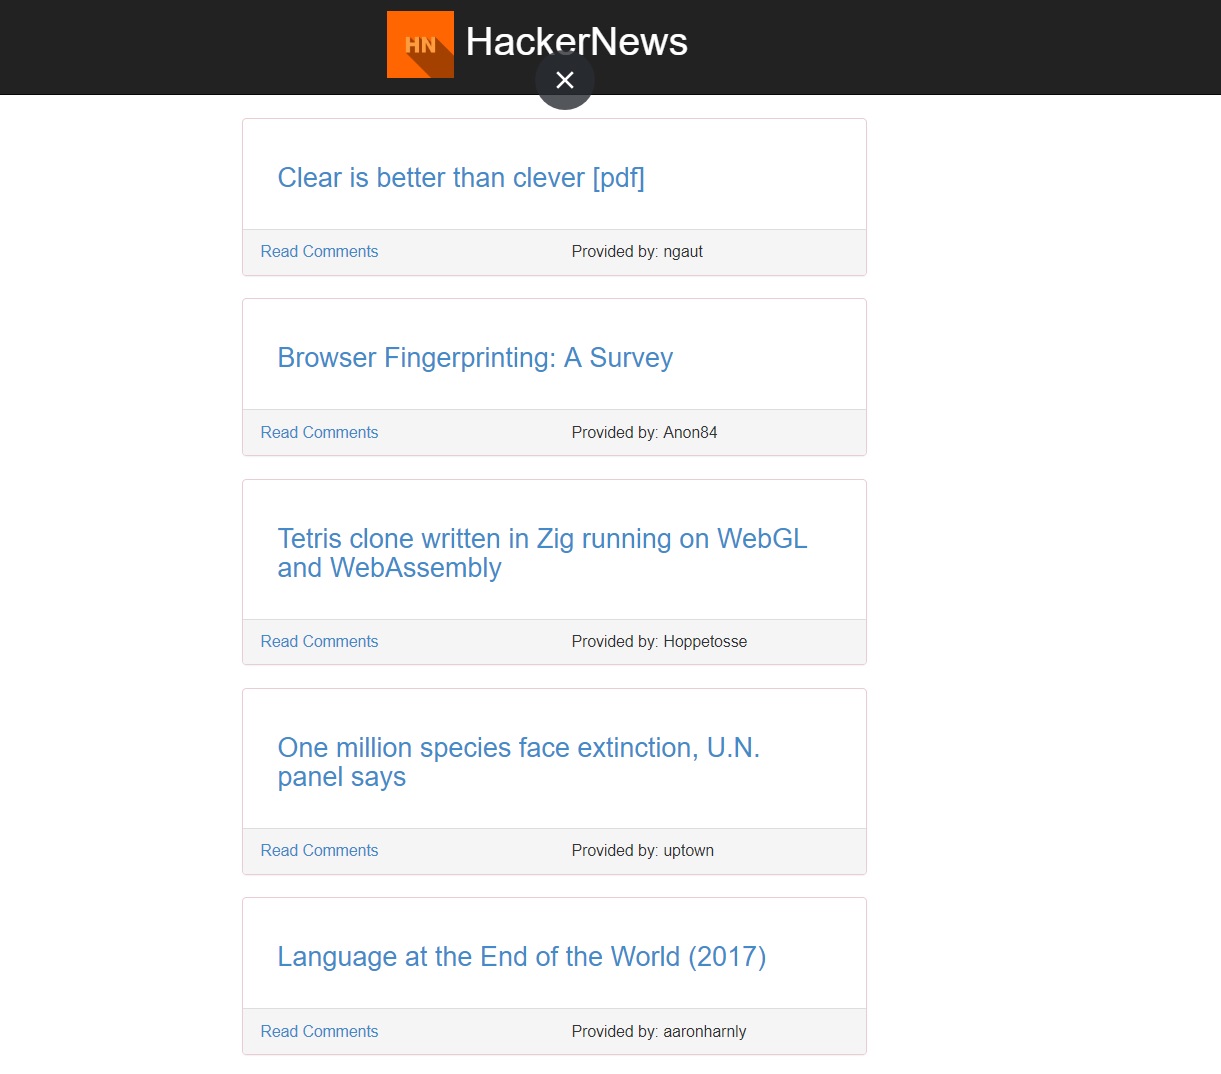 HN HackerNews
Clear is better than clever [pdf]
Read Comments Provided by: ngaut
Browser Fingerprinting: A Survey
Read Comments Provided by: Anon84
Tetris clone written in Zig running on WebGL
and WebAssembly
Read Comments Provided by: Hoppetosse
One million species face extinction, U.N.
panel says
Read Comments Provided by: uptown
Language at the End of the World (2017)
Read Comments Provided by: aaronharnly